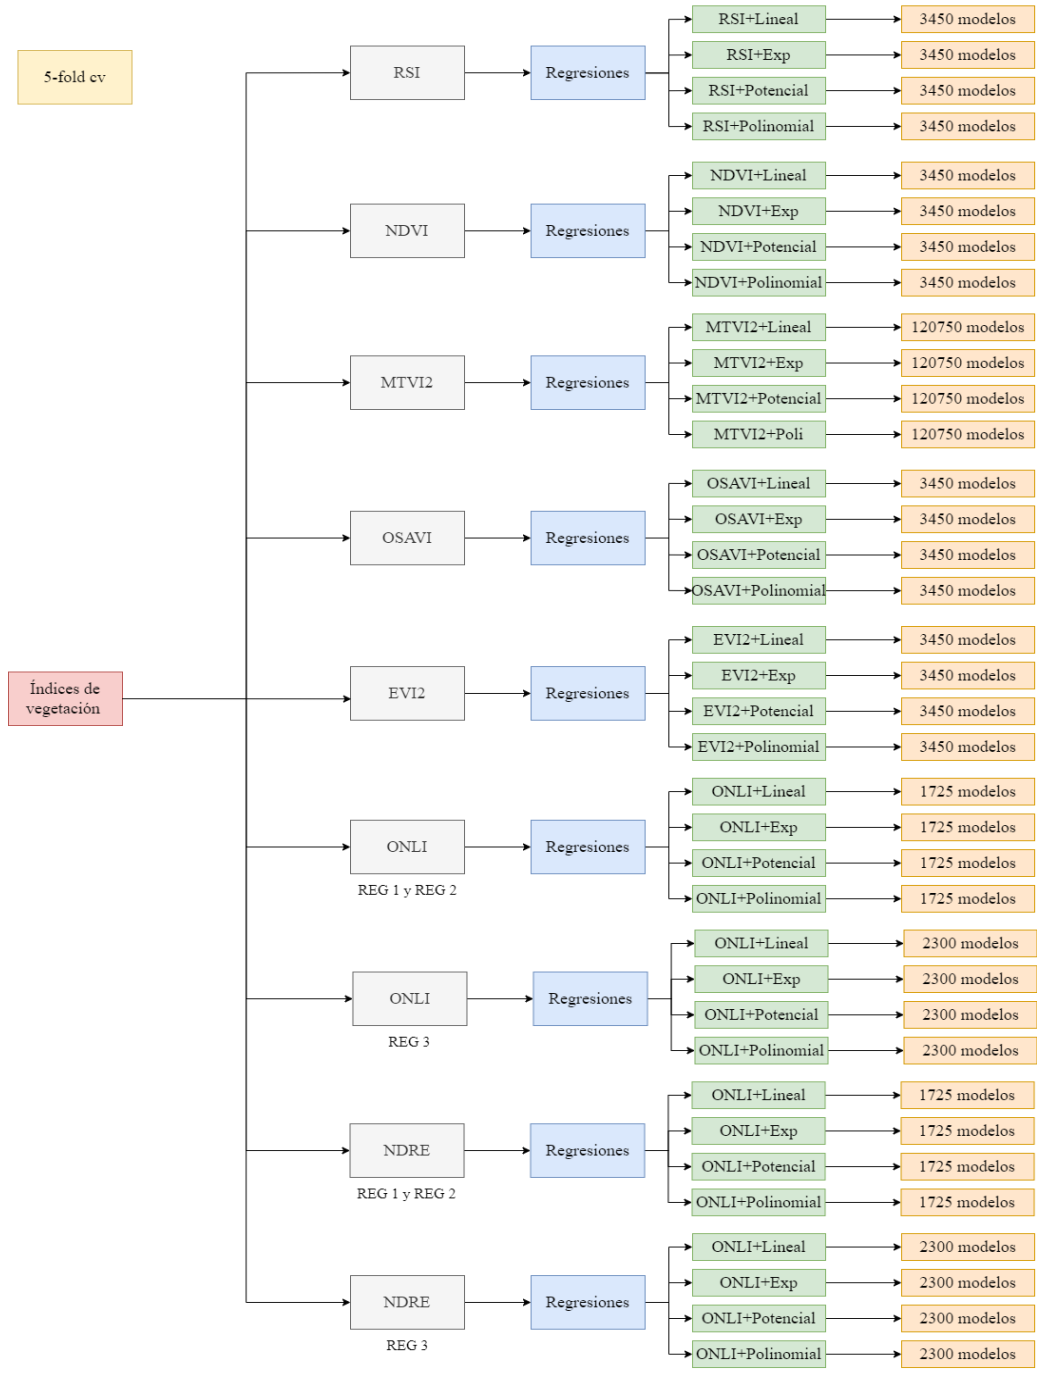 5-fold cv
Índices de
vegetación
RSI
Regresiones
RSI+Lineal
3450 modelos
RSI+Exp
3450 modelos
RSI+Potencial
3450 modelos
RSI+Polinomial
3450 modelos
NDVI
Regresiones
NDVI+Lineal
3450 modelos
NDVI+Exp
3450 modelos
NDVI+Potencial
3450 modelos
NDVI+Polinomial
3450 modelos
MTVI2
Regresiones
MTVI2+Lineal
120750 modelos
MTVI2+Exp
120750 modelos
MTVI2+Potencial
120750 modelos
MTVI2+Poli
120750 modelos
OSAVI
Regresiones
OSAVI+Lineal
3450 modelos
OSAVI+Exp
3450 modelos
OSAVI+Potencial
3450 modelos
OSAVI+Polinomial
3450 modelos
EVI2
Regresiones
EVI2+Lineal
3450 modelos
EVI2+Exp
3450 modelos
EVI2+Potencial
3450 modelos
EVI2+Polinomial
3450 modelos
ONLI
REG 1 y REG 2
Regresiones
ONLI+Lineal
1725 modelos
ONLI+Exp
1725 modelos
ONLI+Potencial
1725 modelos
ONLI+Polinomial
1725 modelos
ONLI
REG 3
Regresiones
ONLI+Lineal
2300 modelos
ONLI+Exp
2300 modelos
ONLI+Potencial
2300 modelos
ONLI+Polinomial
2300 modelos
NDRE
REG 1 y REG 2
Regresiones
ONLI+Lineal
1725 modelos
ONLI+Exp
1725 modelos
ONLI+Potencial
1725 modelos
ONLI+Polinomial
1725 modelos
NDRE
REG 3
Regresiones
ONLI+Lineal
2300 modelos
ONLI+Exp
2300 modelos
ONLI+Potencial
2300 modelos
ONLI+Polinomial
2300 modelos